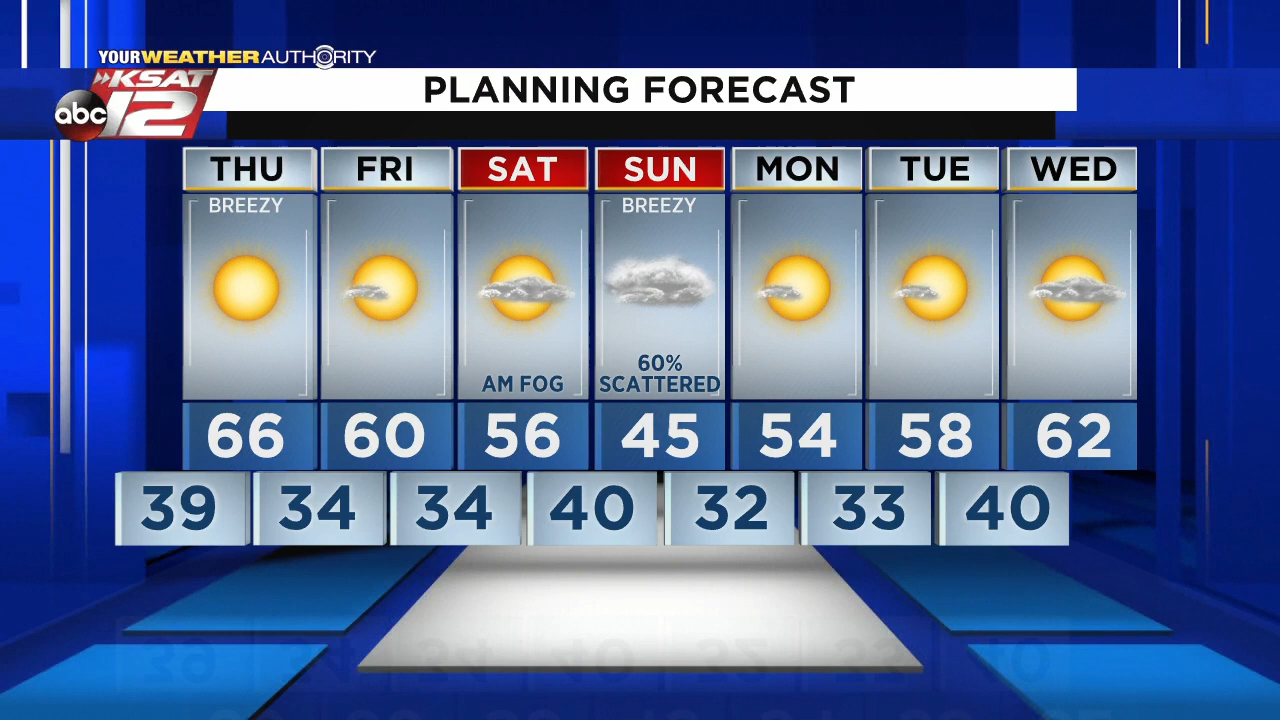 YOURWEATHERAUTHORITY
KSAT
abc 12
PLANNING FORECAST
THU FRI SAT SUN MON TUE WED
BREEZY BREEZY
60%
AM FOG SCATTERED
66 60 56 45 54 58 62
39 34 34 40 32 33 40